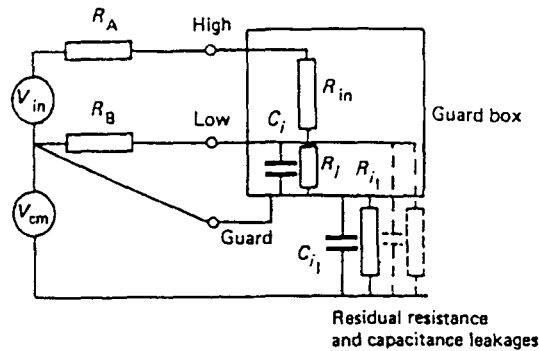 R_A
High
V_in
R_in
Guard box
R_B
Low
C_i
R_i
R_i1
V_cm
Guard
C_i1
Residual resistance
and capacitance leakages